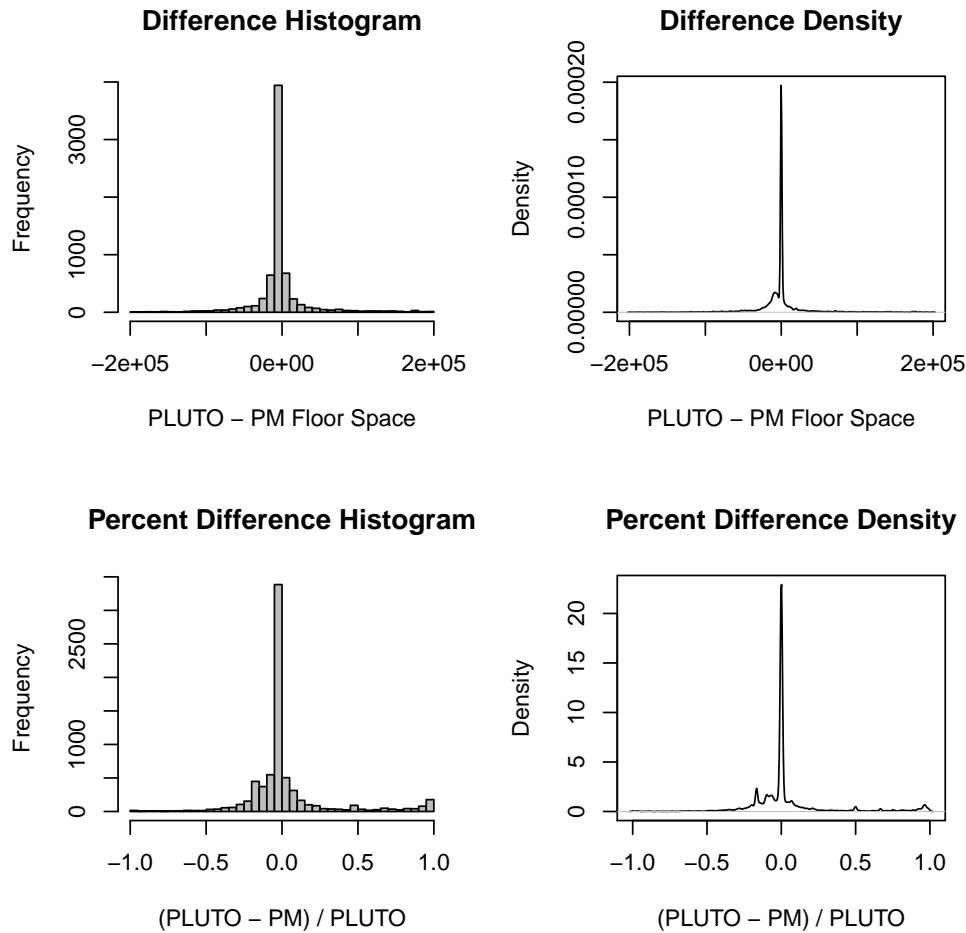 Difference Histogram
Frequency
0 1000 3000
−2e+05 0e+00 2e+05
PLUTO − PM Floor Space
Difference Density
Density
0.00000 0.00010 0.00020
−2e+05 0e+00 2e+05
PLUTO − PM Floor Space
Percent Difference Histogram
Frequency
0 1000 2500
−1.0 −0.5 0.0 0.5 1.0
(PLUTO − PM) / PLUTO
Percent Difference Density
Density
0 5 10 15 20
−1.0 −0.5 0.0 0.5 1.0
(PLUTO − PM) / PLUTO